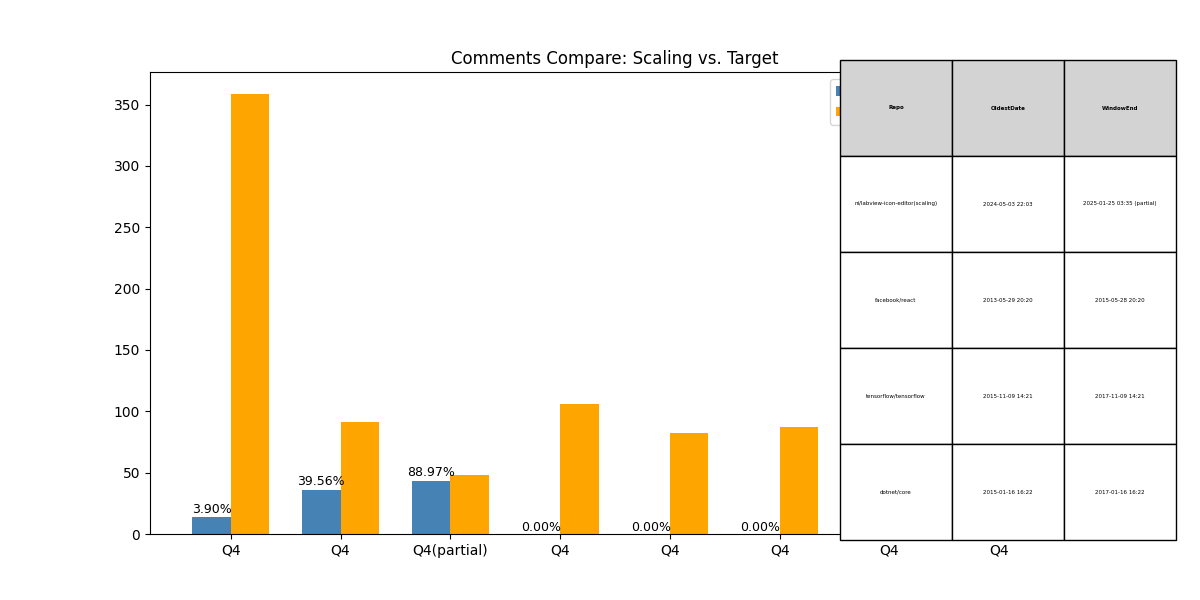 Comments Compare: Scaling vs. Target
350
300
250
200
150
100
50
0
3.90%
39.56%
88.97%
0.00%
0.00%
0.00%
Q4
Q4
Q4(partial)
Q4
Q4
Q4
Q4
Q4
Repo OldestDate WindowEnd
ni/labview-icon-editor(scaling) 2024-05-03 22:03 2025-01-25 03:35 (partial)
facebook/react 2013-05-29 20:20 2015-05-28 20:20
tensorflow/tensorflow 2015-11-09 14:21 2017-11-09 14:21
dotnet/core 2015-01-16 16:22 2017-01-16 16:22